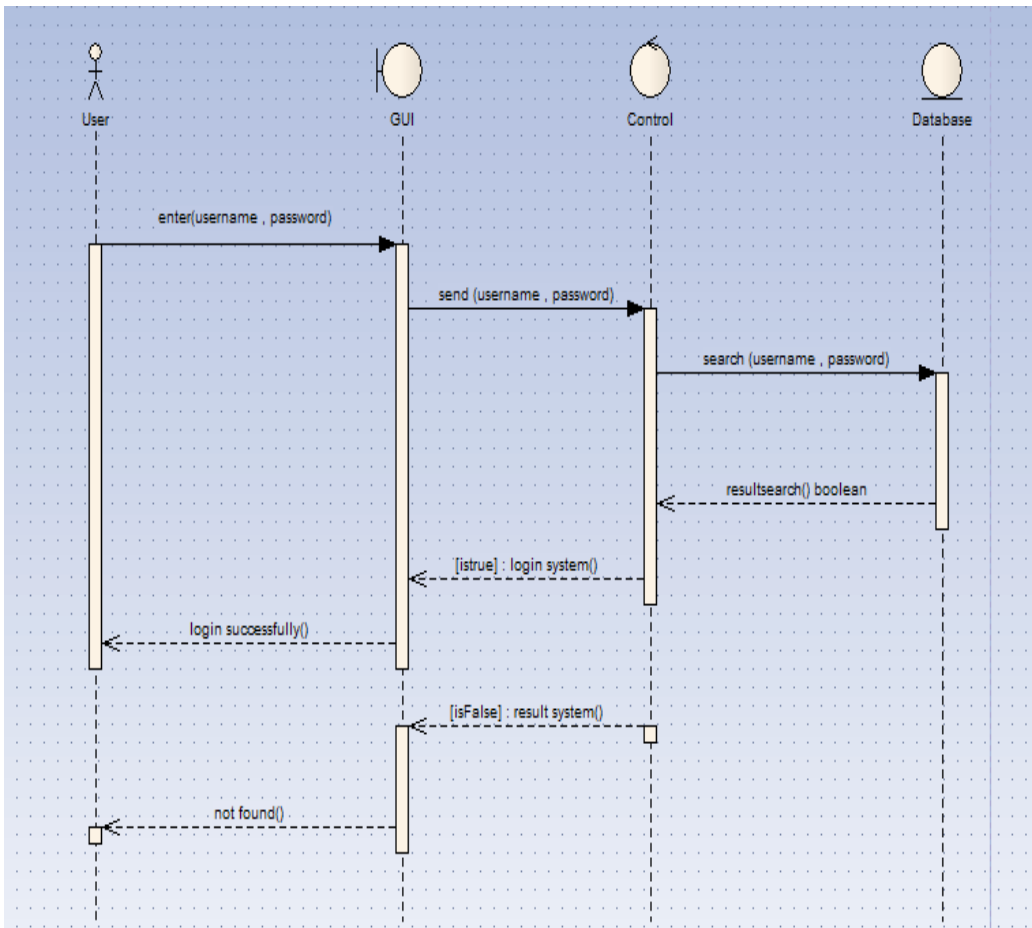 User
GUI
Control
Database
enter(username , password)
send (username , password)
search (username , password)
resultsearch() boolean
[istrue] : login system()
login successfully()
[isFalse] : result system()
not found()